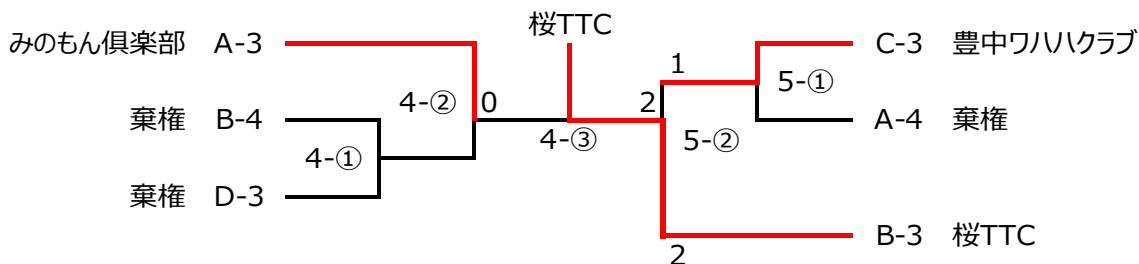 桜TTC
みのもん倶楽部 A-3
C-3 豊中ワハハクラブ
1
5-①
4-② 0
2
棄権 B-4
A-4 棄権
4-③
5-②
4-①
棄権 D-3
B-3 桜TTC
2